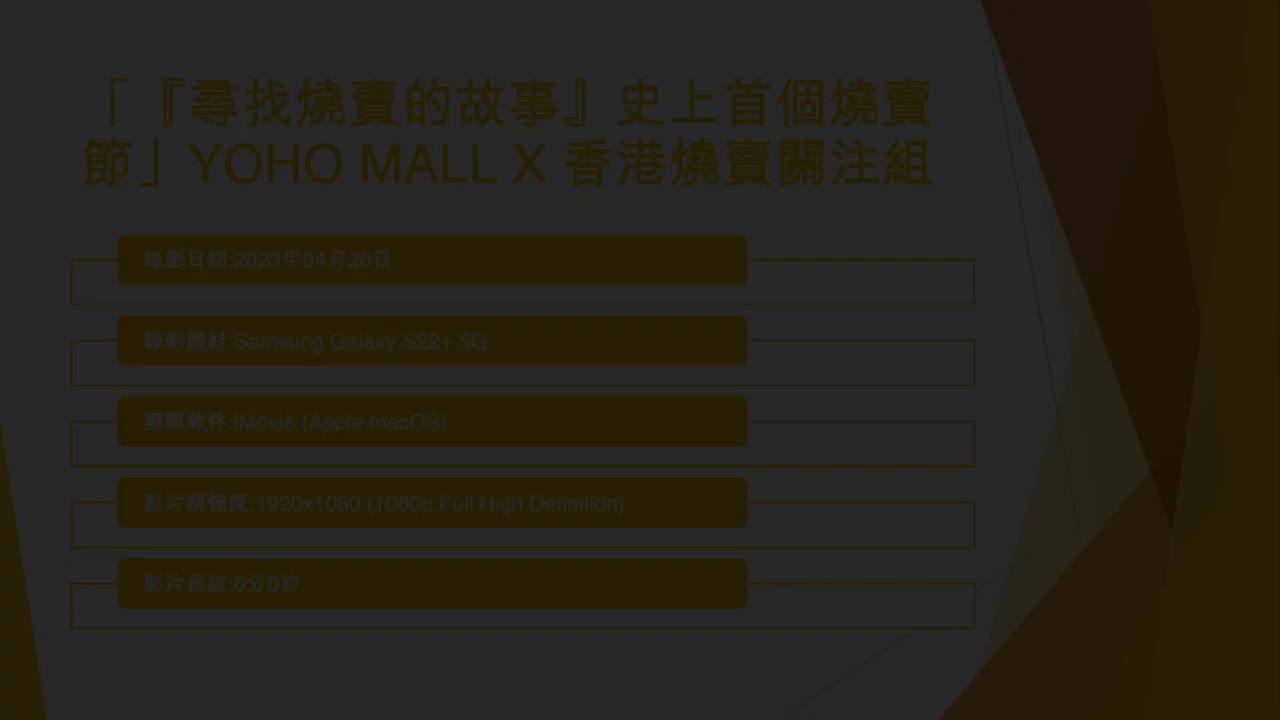 「『尋找燒賣的故事』史上首個燒賣
節」YOHO MALL X 香港燒賣關注組
錄影日期:2023年04月28日
錄影器材:Samsung Galaxy S22+ 5G
剪輯軟件:iMovie (Apple macOS)
影片解像度:1920x1080 (1080p,Full High Definition)
影片長度:6分0秒